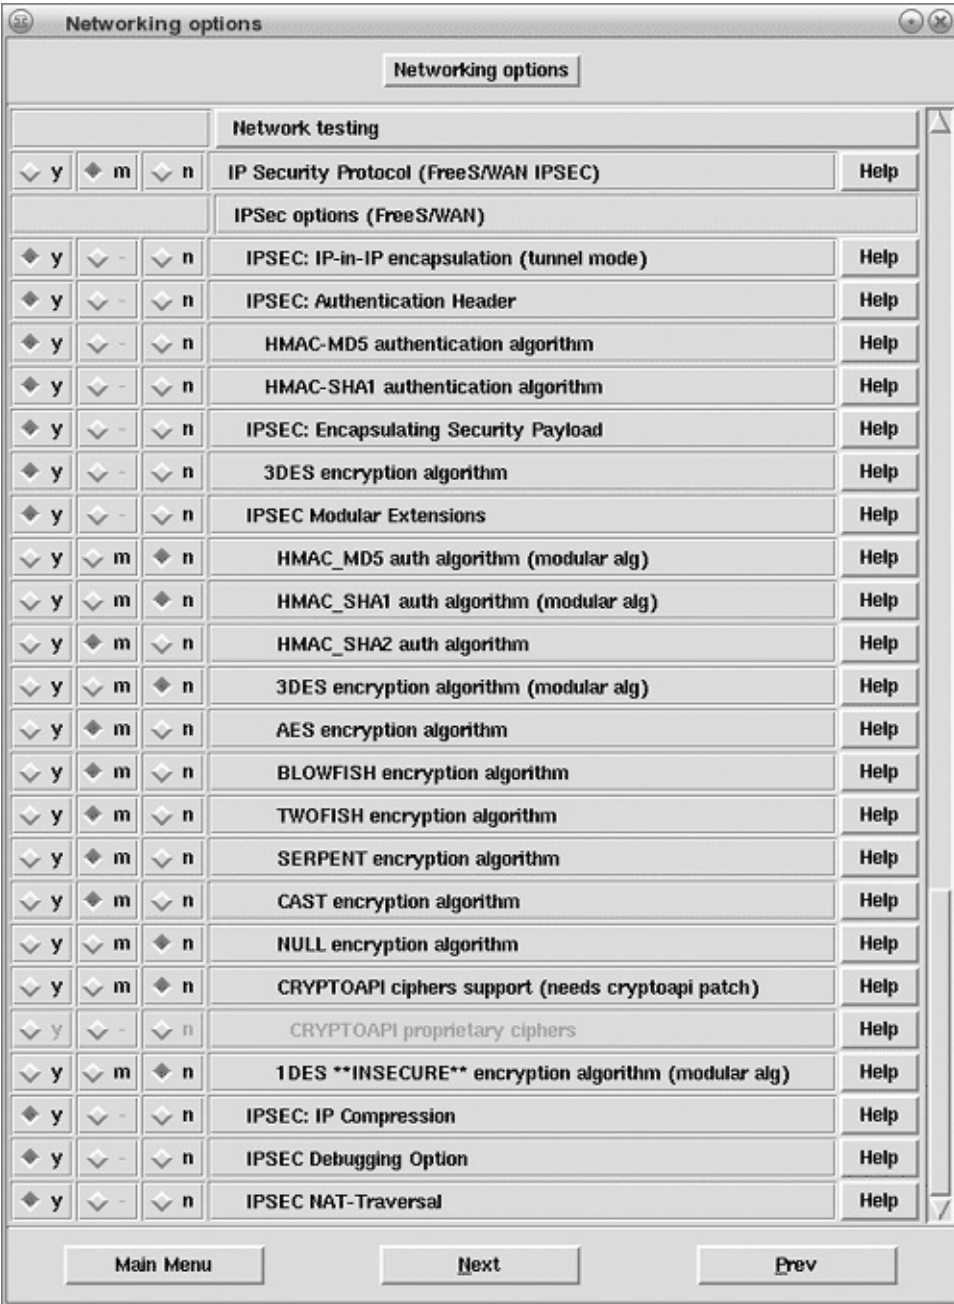 Networking options
Networking options
Network testing
y m n IP Security Protocol (FreeS/WAN IPSEC) Help
IPSec options (FreeS/WAN)
y - n IPSEC: IP-in-IP encapsulation (tunnel mode) Help
y - n IPSEC: Authentication Header Help
y - n HMAC-MD5 authentication algorithm Help
y - n HMAC-SHA1 authentication algorithm Help
y - n IPSEC: Encapsulating Security Payload Help
y - n 3DES encryption algorithm Help
y - n IPSEC Modular Extensions Help
y m n HMAC_MD5 auth algorithm (modular alg) Help
y m n HMAC_SHA1 auth algorithm (modular alg) Help
y m n HMAC_SHA2 auth algorithm Help
y m n 3DES encryption algorithm (modular alg) Help
y m n AES encryption algorithm Help
y m n BLOWFISH encryption algorithm Help
y m n TWOFISH encryption algorithm Help
y m n SERPENT encryption algorithm Help
y m n CAST encryption algorithm Help
y m n NULL encryption algorithm Help
y m n CRYPTOAPI ciphers support (needs cryptoapi patch) Help
y - n CRYPTOAPI proprietary ciphers Help
y m n 1DES **INSECURE** encryption algorithm (modular alg) Help
y - n IPSEC: IP Compression Help
y - n IPSEC Debugging Option Help
y - n IPSEC NAT-Traversal Help
Main Menu Next Prev